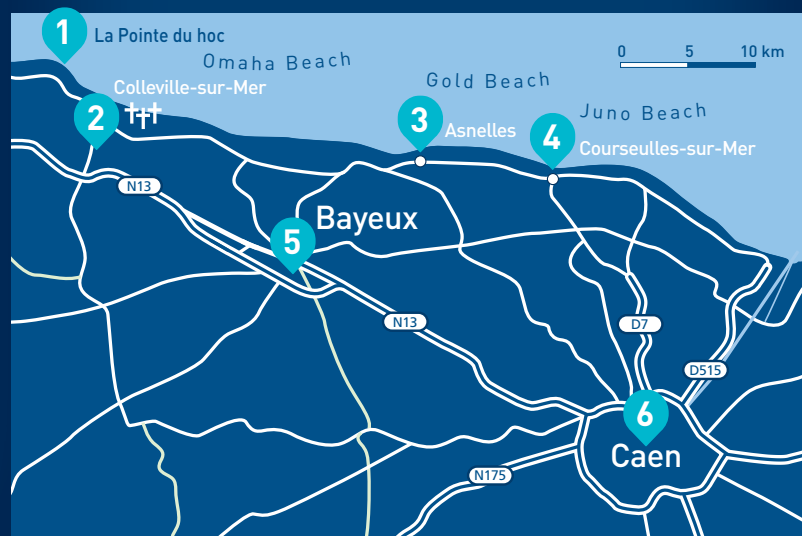 1
La Pointe du hoc
Omaha Beach
0 5 10 km
Colleville-sur-Mer
2
Gold Beach
Juno Beach
3
Asnelles
4
Courseulles-sur-Mer
N13
Bayeux
5
N13
D7
D515
6
Caen
N175